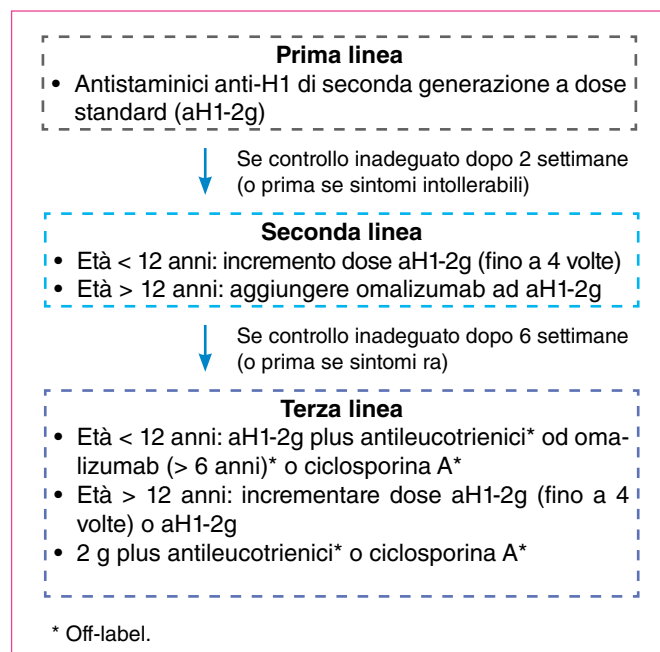 Prima linea
• Antistaminici anti-H1 di seconda generazione a dose
standard (aH1-2g)
Se controllo inadeguato dopo 2 settimane
(o prima se sintomi intollerabili)
Seconda linea
• Età < 12 anni: incremento dose aH1-2g (fino a 4 volte)
• Età > 12 anni: aggiungere omalizumab ad aH1-2g
Se controllo inadeguato dopo 6 settimane
(o prima se sintomi ra)
Terza linea
• Età < 12 anni: aH1-2g plus antileucotrienici* od oma-
lizumab (> 6 anni)* o ciclosporina A*
• Età > 12 anni: incrementare dose aH1-2g (fino a 4
volte) o aH1-2g
• 2 g plus antileucotrienici* o ciclosporina A*
* Off-label.